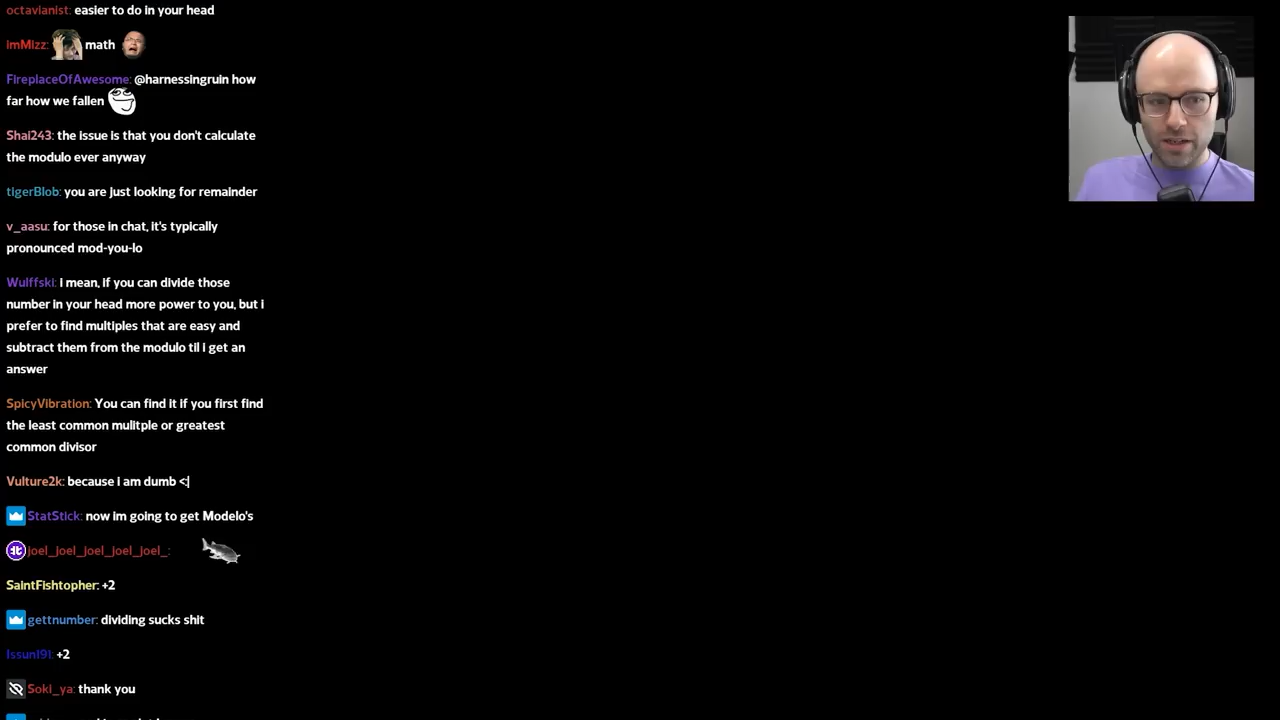 octavianist: easier to do in your head
imMizz: math
FireplaceOfAwesome: @harnessingruin how
far how we fallen
Shai243: the issue is that you don't calculate
the modulo ever anyway
tigerBlob: you are just looking for remainder
v_aasu: for those in chat, it's typically
pronounced mod-you-lo
Wulffski: I mean, if you can divide those
number in your head more power to you, but i
prefer to find multiples that are easy and
subtract them from the modulo til i get an
answer
SpicyVibration: You can find it if you first find
the least common mulitple or greatest
common divisor
Vulture2k: because i am dumb <|
StatStick: now im going to get Modelo's
joel_joel_joel_joel_joel_:
SaintFishtopher: +2
gettnumber: dividing sucks shit
Issuni91: +2
Soki_ya: thank you